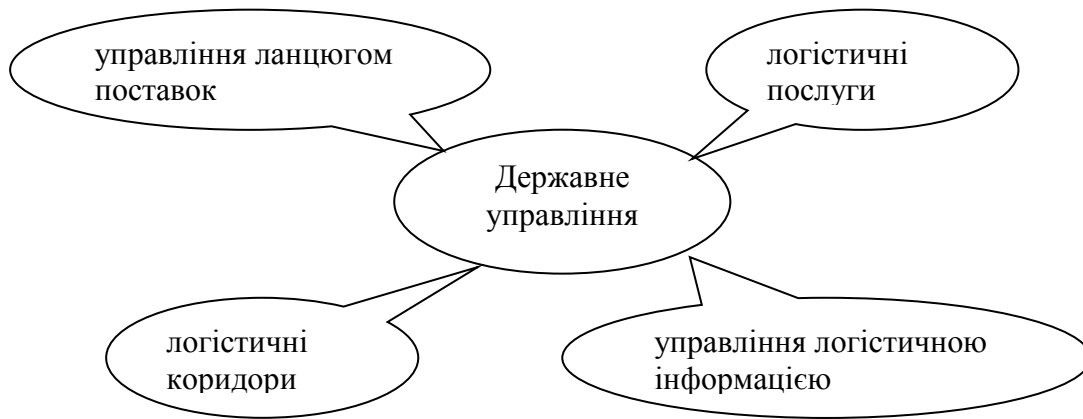 управління ланцюгом
поставок
логістичні
послуги
Державне
управління
логістичні
коридори
управління логістичною
інформацією